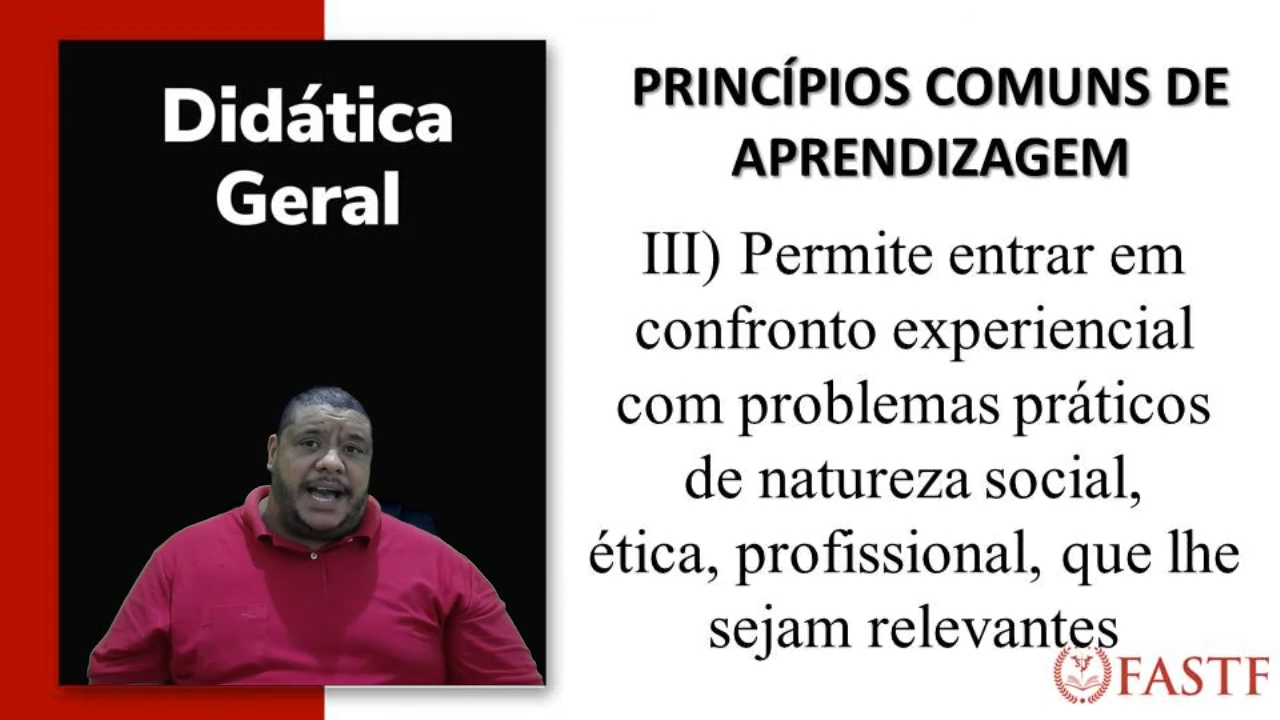 Didática
Geral
PRINCÍPIOS COMUNS DE
APRENDIZAGEM
III) Permite entrar em
confronto experiencial
com problemas práticos
de natureza social,
ética, profissional, que lhe
sejam relevantes
FASTF